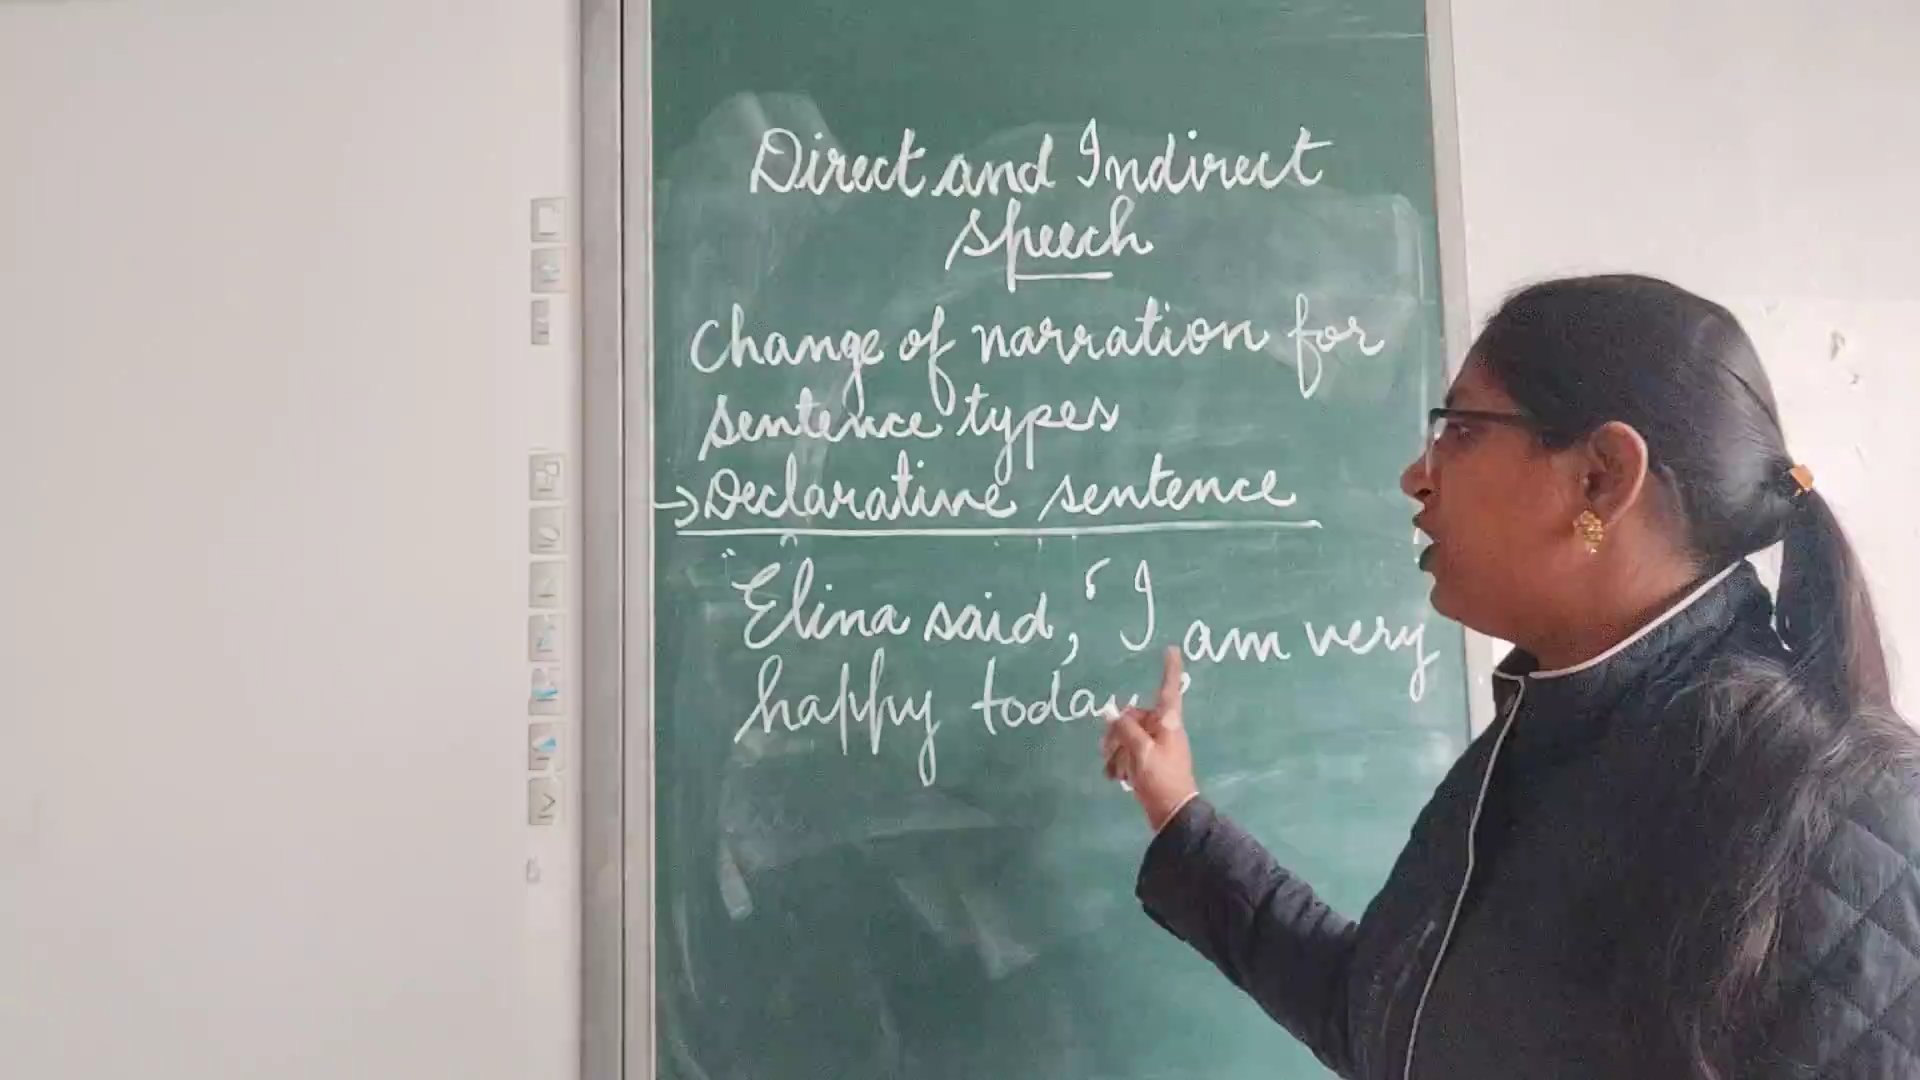 Direct and Indirect
speech
Change of narration for
sentence types
→Declarative sentence
Elina said, 'I am very
happy today'